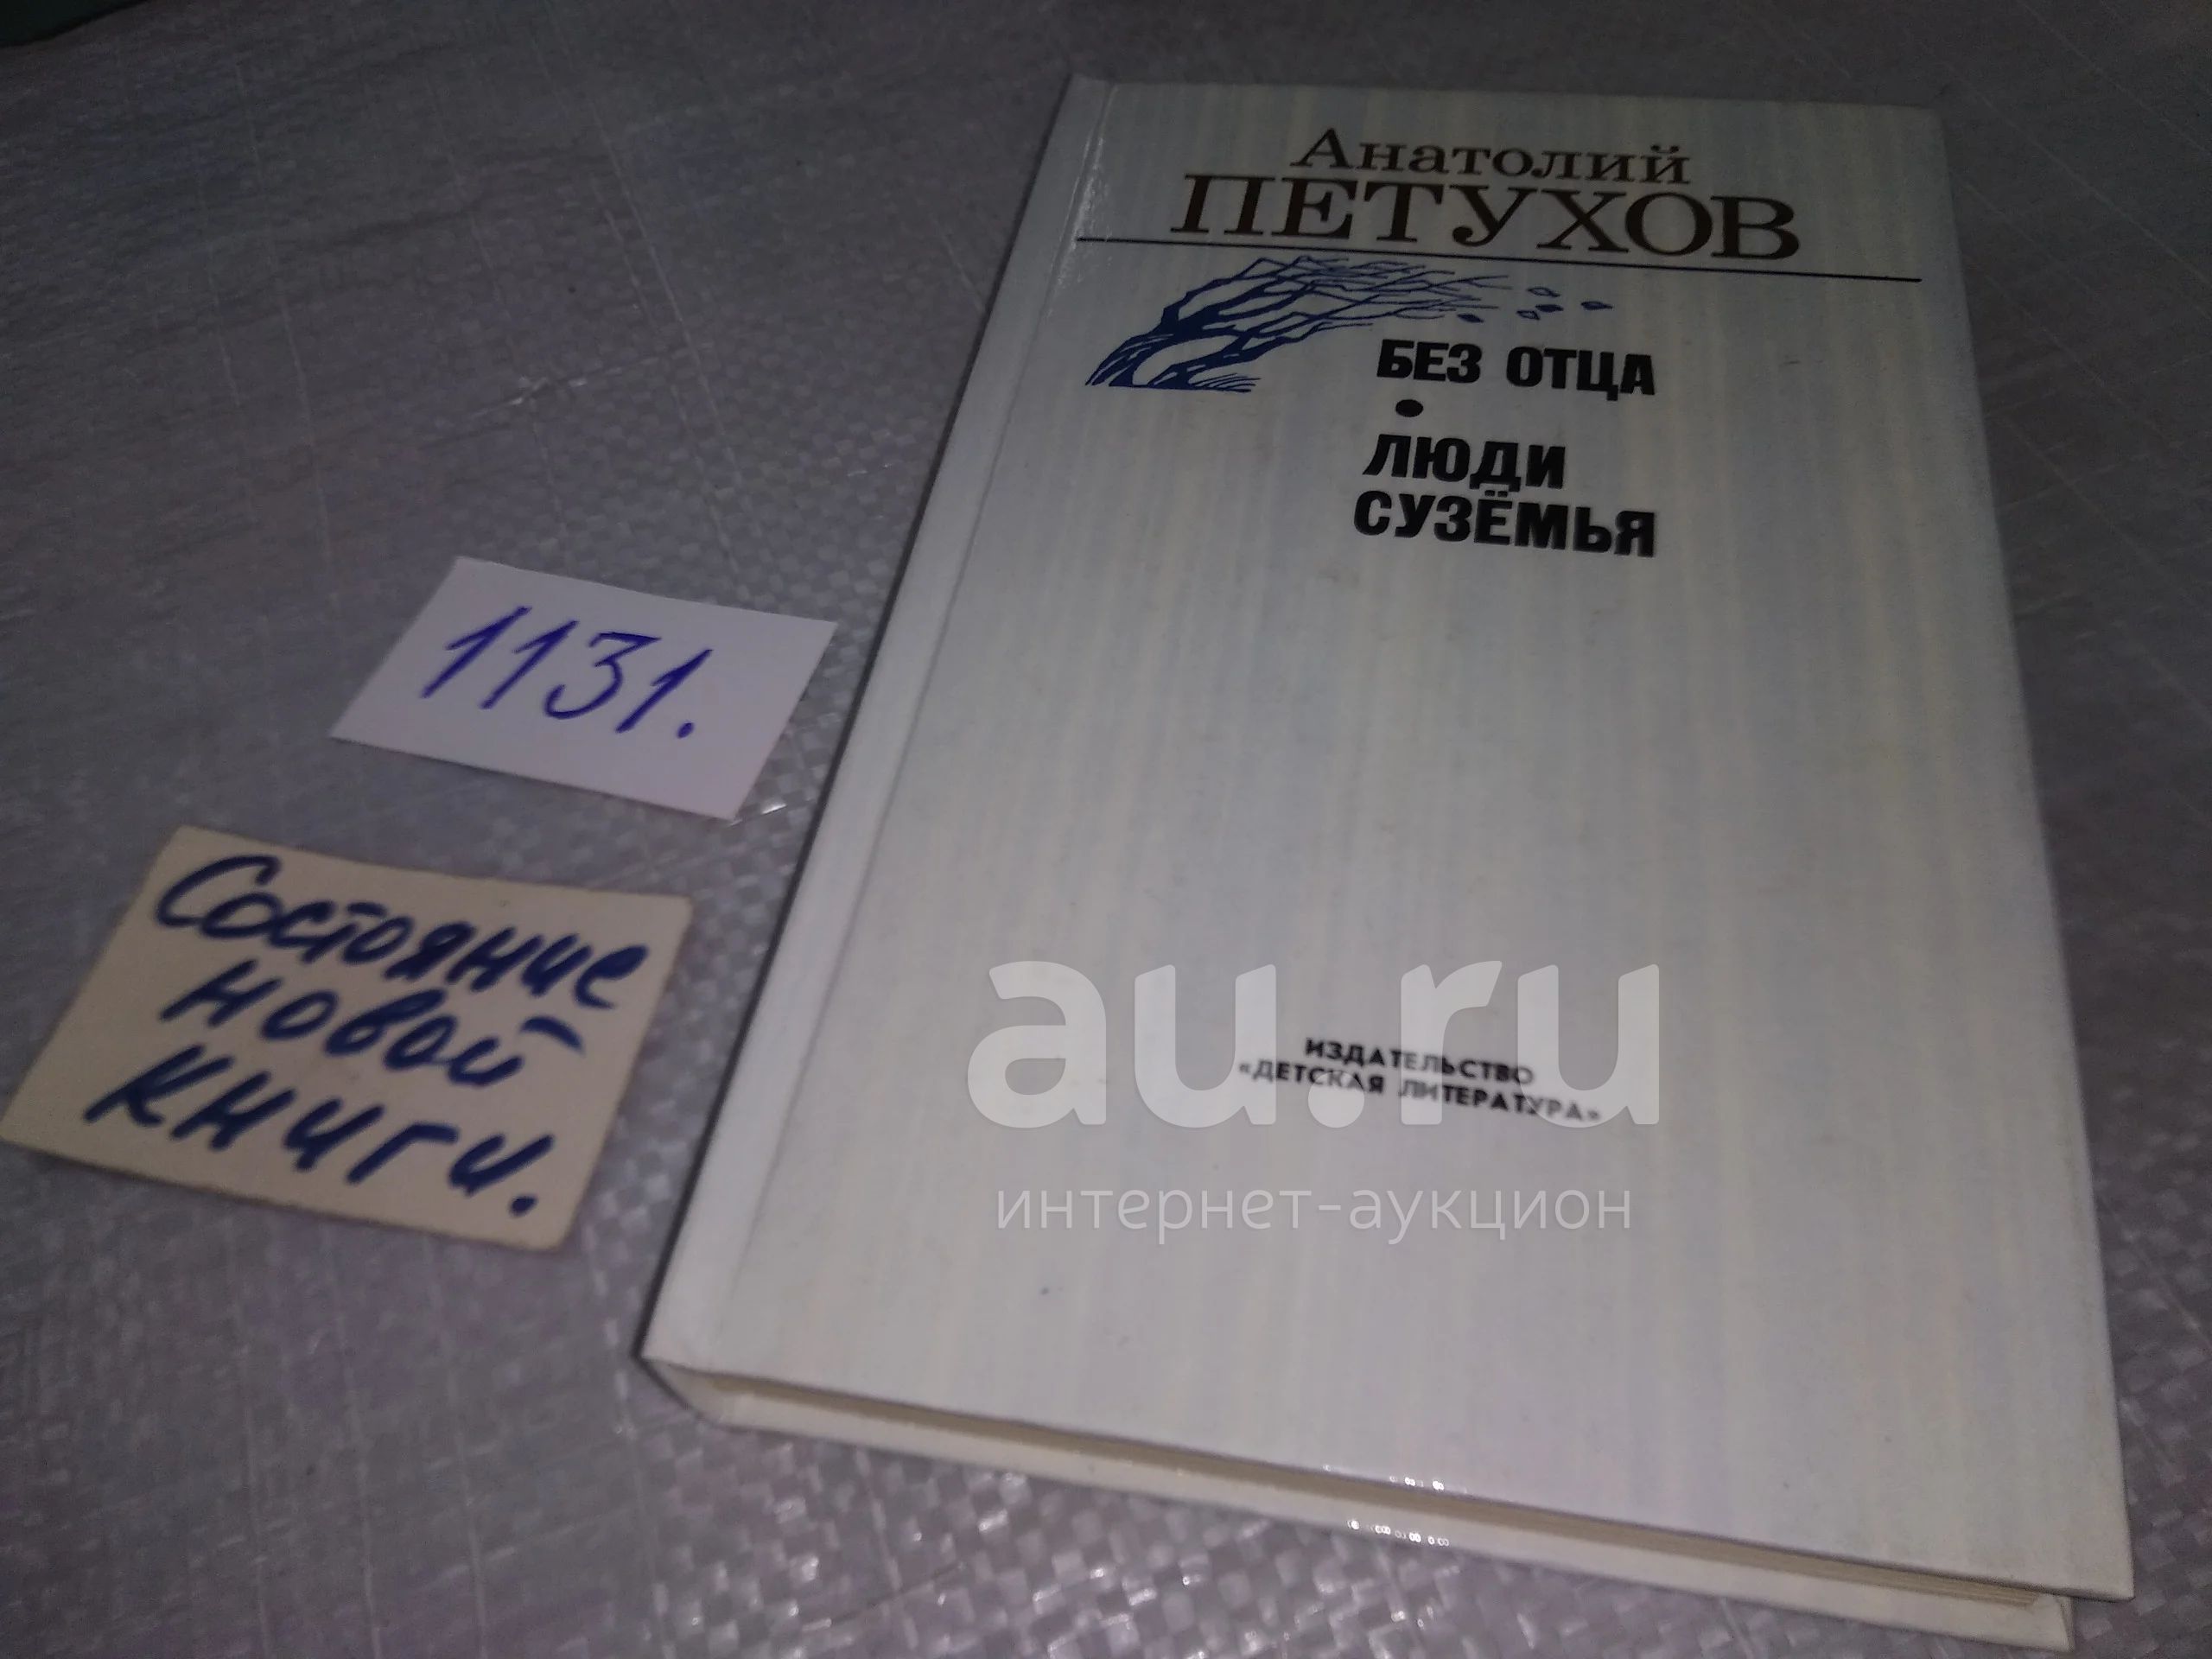 Анатолий
ПЕТУХОВ
БЕЗ ОТЦА
•
ЛЮДИ
СУЗЁМЬЯ
1131.
Состояние
новой
книги.
au.ru
ИЗДАТЕЛЬСТВО
«ДЕТСКАЯ ЛИТЕРАТУРА»
интернет-аукцион